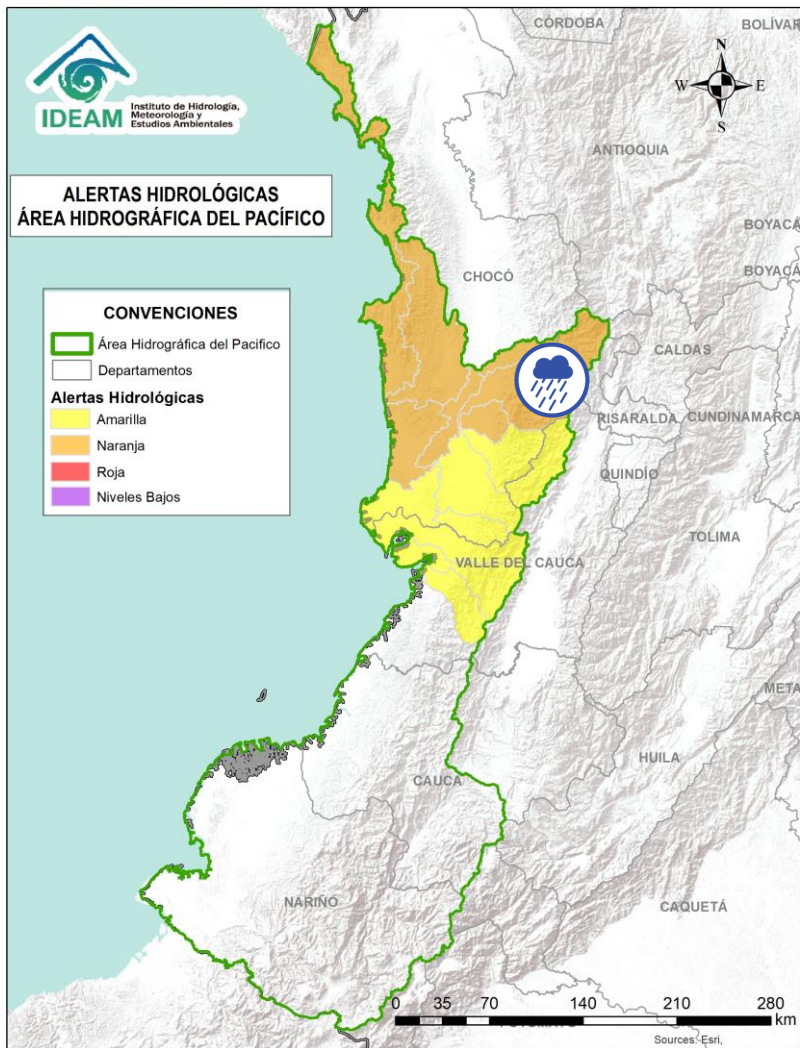 IDEAM
Instituto de Hidrología,
Meteorología y
Estudios Ambientales
ALERTAS HIDROLÓGICAS
ÁREA HIDROGRÁFICA DEL PACÍFICO
CONVENCIONES
Área Hidrográfica del Pacifico
Departamentos
Alertas Hidrológicas
Amarilla
Naranja
Roja
Niveles Bajos
CÓRDOBA
BOLÍVAR
N
W
E
S
ANTIOQUIA
BOYACÁ
CHOCÓ
BOYACÁ
CALDAS
RISARALDA
CUNDINAMARCA
QUINDÍO
TOLIMA
VALLE DEL CAUCA
META
HUILA
CAUCA
NARIÑO
CAQUETÁ
0 35 70 140 210 280
km
Sources: Esri,